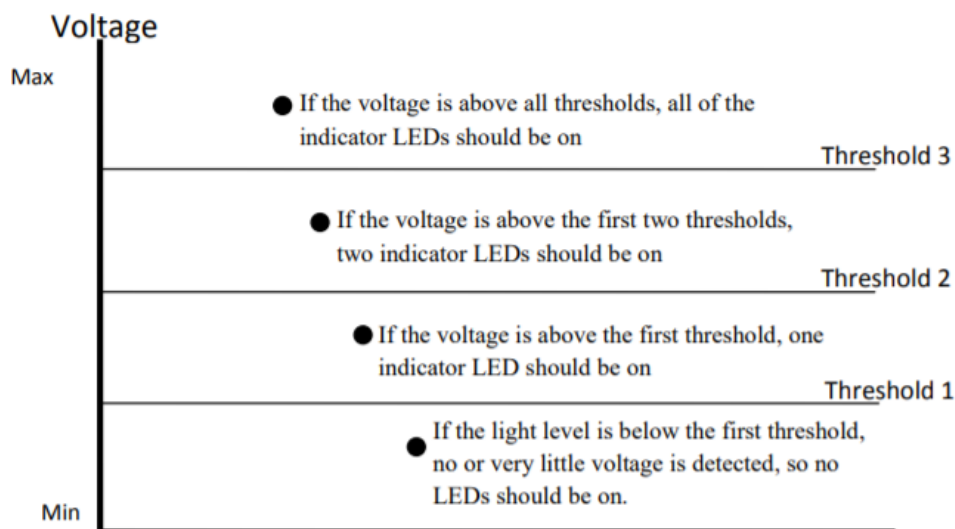 Voltage
Max
If the voltage is above all thresholds, all of the
indicator LEDs should be on
Threshold 3
If the voltage is above the first two thresholds,
two indicator LEDs should be on
Threshold 2
If the voltage is above the first threshold, one
indicator LED should be on
Threshold 1
If the light level is below the first threshold,
no or very little voltage is detected, so no
LEDs should be on.
Min